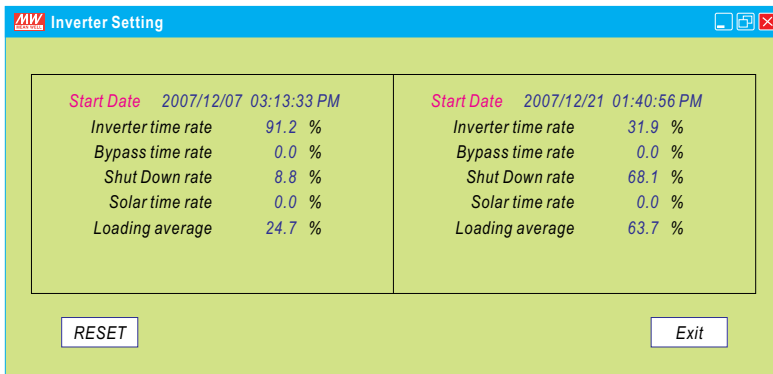 MW MEAN WELL Inverter Setting
Start Date 2007/12/07 03:13:33 PM
Inverter time rate 91.2 %
Bypass time rate 0.0 %
Shut Down rate 8.8 %
Solar time rate 0.0 %
Loading average 24.7 %
Start Date 2007/12/21 01:40:56 PM
Inverter time rate 31.9 %
Bypass time rate 0.0 %
Shut Down rate 68.1 %
Solar time rate 0.0 %
Loading average 63.7 %
RESET
Exit